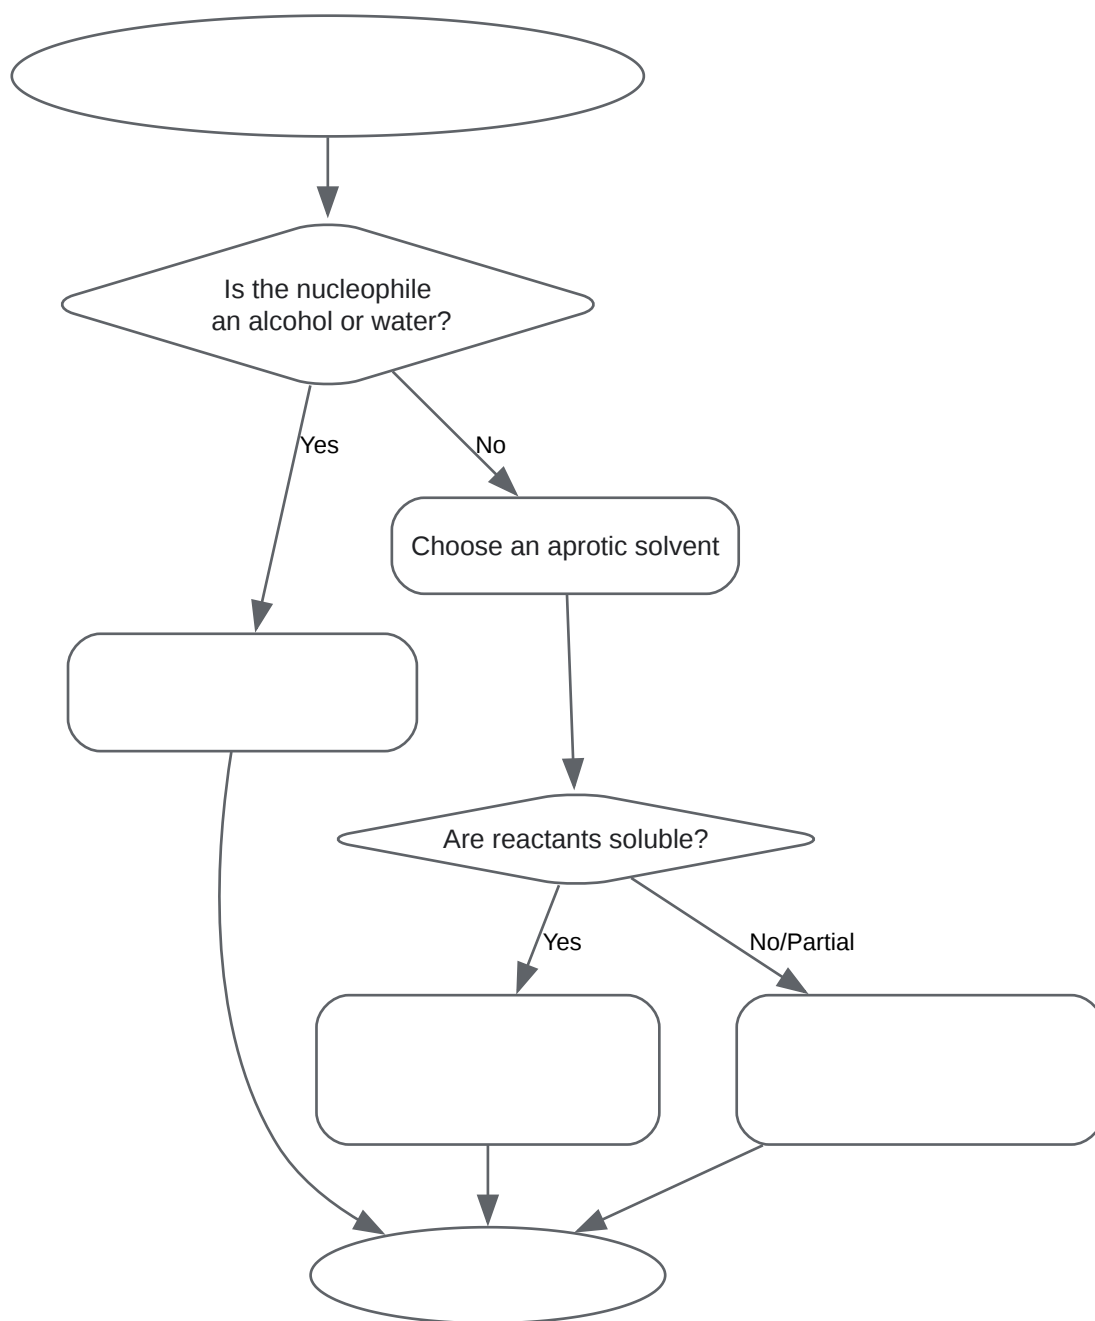 Is the nucleophile
an alcohol or water?
Yes
No
Choose an aprotic solvent
Are reactants soluble?
Yes
No/Partial